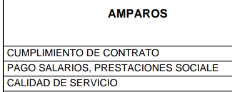 AMPAROS
CUMPLIMIENTO DE CONTRATO
PAGO SALARIOS, PRESTACIONES SOCIALE
CALIDAD DE SERVICIO